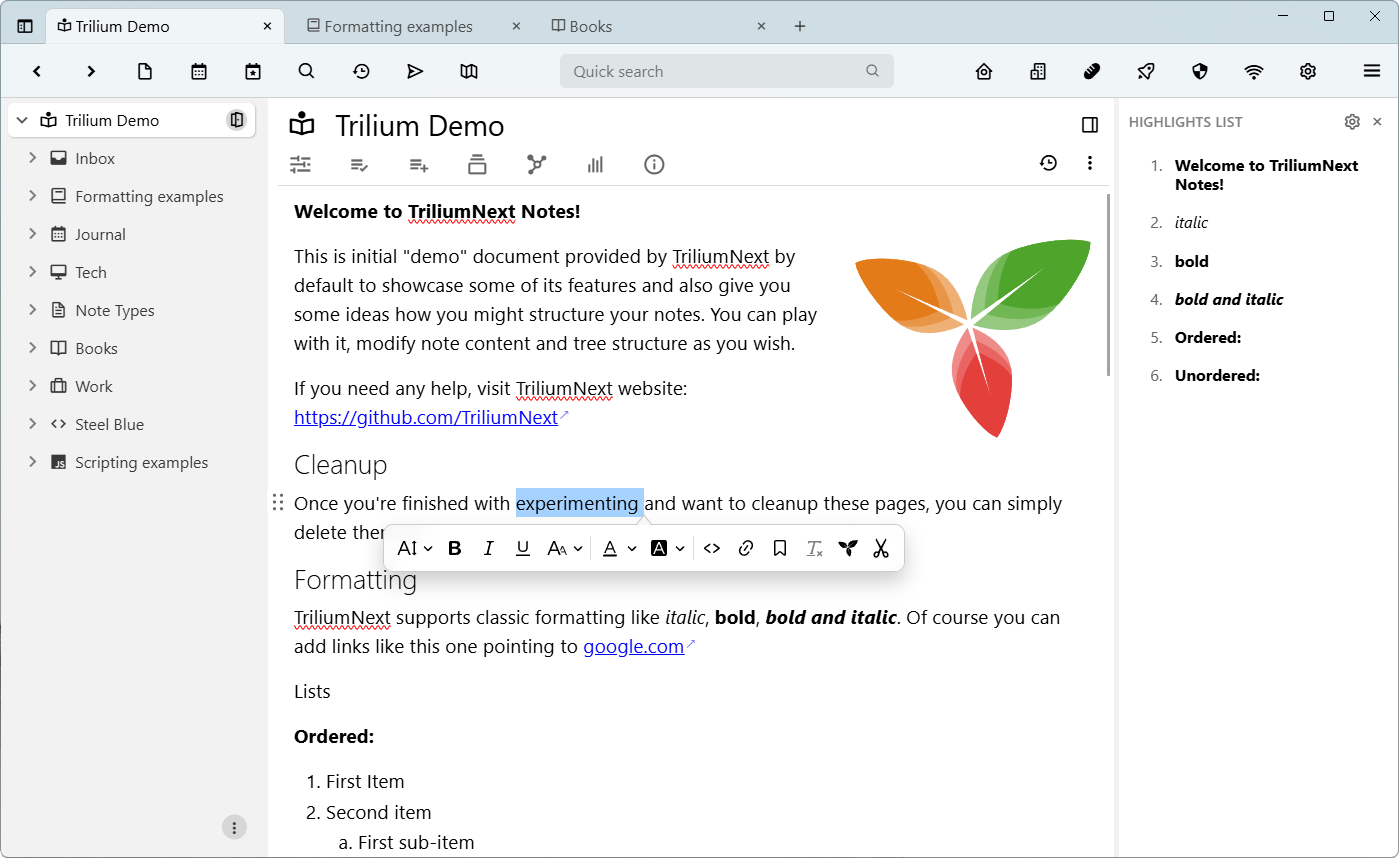 Trilium Demo
Formatting examples
Books
Quick search
Trilium Demo
Inbox
Formatting examples
Journal
Tech
Note Types
Books
Work
Steel Blue
JS Scripting examples
Trilium Demo
Welcome to TriliumNext Notes!
This is initial "demo" document provided by TriliumNext by
default to showcase some of its features and also give you
some ideas how you might structure your notes. You can play
with it, modify note content and tree structure as you wish.
If you need any help, visit TriliumNext website:
https://github.com/TriliumNext
Cleanup
Once you're finished with experimenting and want to cleanup these pages, you can simply
delete
AI B I U AA A A Tx
Formatting
TriliumNext supports classic formatting like italic, bold, bold and italic. Of course you can
add links like this one pointing to google.com
Lists
Ordered:
1. First Item
2. Second item
a. First sub-item
HIGHLIGHTS LIST
1. Welcome to TriliumNext
Notes!
2. italic
3. bold
4. bold and italic
5. Ordered:
6. Unordered: